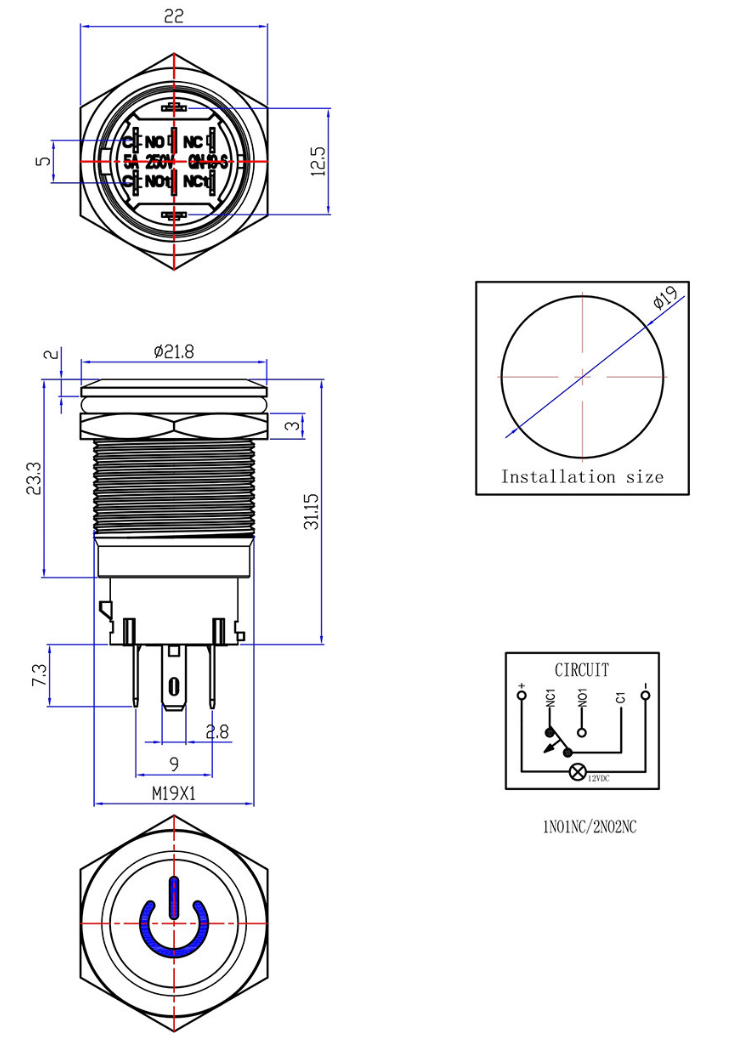 22
C NO NC
5A 250V QN19-S
C NO1 NC1
5
12.5
Ø19
Installation size
2
Ø21.8
3
23.3
31.15
7.3
2.8
9
M19X1
CIRCUIT
+ NC1 NO1 C1 -
12VDC
1NO1NC/2NO2NC